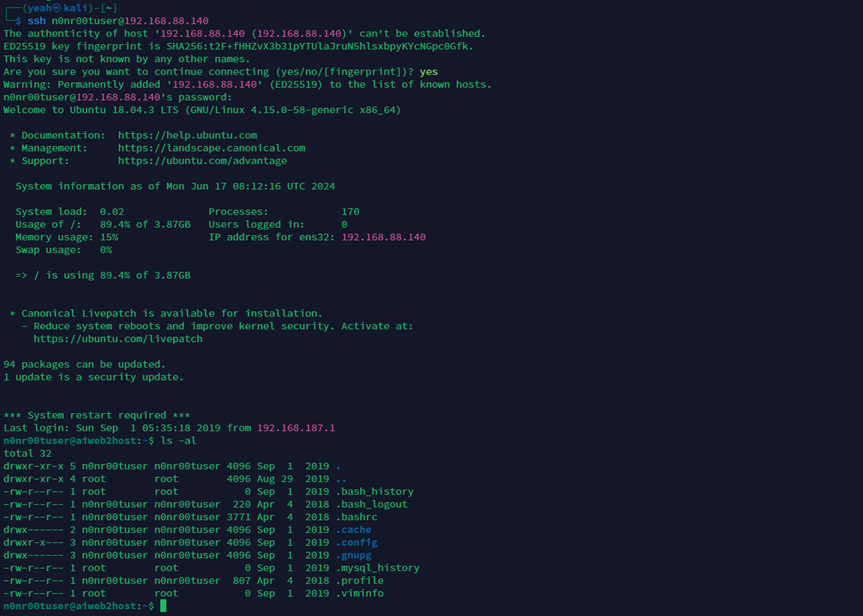 ┌──(yeah㉿kali)-[~]
└─$ ssh n0nr00tuser@192.168.88.140
The authenticity of host '192.168.88.140 (192.168.88.140)' can't be established.
ED25519 key fingerprint is SHA256:t2F+fHHZvX3b31pYTUlaJruN5hlsxbpyKYcNGpc0Gfk.
This key is not known by any other names.
Are you sure you want to continue connecting (yes/no/[fingerprint])? yes
Warning: Permanently added '192.168.88.140' (ED25519) to the list of known hosts.
n0nr00tuser@192.168.88.140's password:
Welcome to Ubuntu 18.04.3 LTS (GNU/Linux 4.15.0-58-generic x86_64)
* Documentation:  https://help.ubuntu.com
* Management:     https://landscape.canonical.com
* Support:        https://ubuntu.com/advantage
System information as of Mon Jun 17 08:12:16 UTC 2024
System load:  0.02               Processes:            170
Usage of /:   89.4% of 3.87GB   Users logged in:      0
Memory usage: 15%               IP address for ens32: 192.168.88.140
Swap usage:   0%
=> / is using 89.4% of 3.87GB
* Canonical Livepatch is available for installation.
- Reduce system reboots and improve kernel security. Activate at:
https://ubuntu.com/livepatch
94 packages can be updated.
1 update is a security update.
*** System restart required ***
Last login: Sun Sep  1 05:35:18 2019 from 192.168.187.1
n0nr00tuser@aiweb2host:~$ ls -al
total 32
drwxr-xr-x 5 n0nr00tuser n0nr00tuser 4096 Sep  1  2019 .
drwxr-xr-x 4 root        root        4096 Aug 29  2019 ..
-rw-r--r-- 1 root        root           0 Sep  1  2019 .bash_history
-rw-r--r-- 1 n0nr00tuser n0nr00tuser  220 Apr  4  2018 .bash_logout
-rw-r--r-- 1 n0nr00tuser n0nr00tuser 3771 Apr  4  2018 .bashrc
drwx------ 2 n0nr00tuser n0nr00tuser 4096 Sep  1  2019 .cache
drwxr-x--- 3 n0nr00tuser n0nr00tuser 4096 Sep  1  2019 .config
drwx------ 3 n0nr00tuser n0nr00tuser 4096 Sep  1  2019 .gnupg
-rw-r--r-- 1 root        root           0 Sep  1  2019 .mysql_history
-rw-r--r-- 1 n0nr00tuser n0nr00tuser  807 Apr  4  2018 .profile
-rw-r--r-- 1 root        root           0 Sep  1  2019 .viminfo
n0nr00tuser@aiweb2host:~$